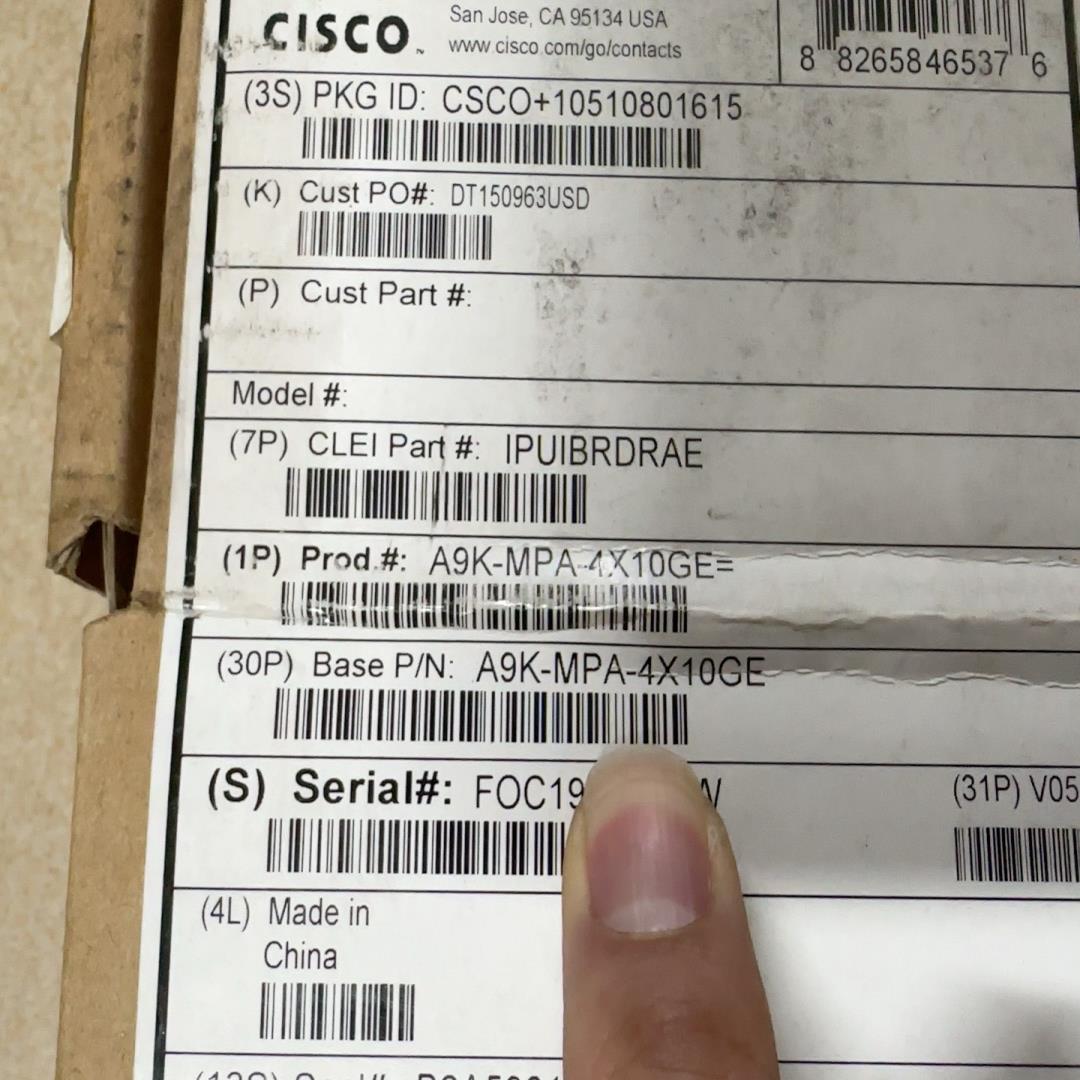 CISCO
San Jose, CA 95134 USA
www.cisco.com/go/contacts
8 8265846537 6
(3S) PKG ID: CSCO+10510801615
(K) Cust PO#: DT150963USD
(P) Cust Part #:
Model #:
(7P) CLEI Part #: IPUIBRDRAE
(1P) Prod.#: A9K-MPA-4X10GE=
(30P) Base P/N: A9K-MPA-4X10GE
(S) Serial#: FOC19
(31P) V05
(4L) Made in
China